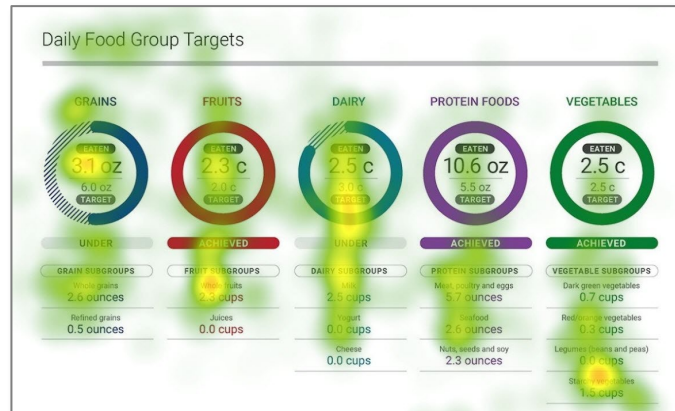 Daily Food Group Targets
GRAINS
EATEN
3.1 oz
6.0 oz
TARGET
UNDER
GRAIN SUBGROUPS
Whole grains
2.6 ounces
Refined grains
0.5 ounces
FRUITS
EATEN
2.3 c
2.0 c
TARGET
ACHIEVED
FRUIT SUBGROUPS
Whole fruits
2.3 cups
Juices
0.0 cups
DAIRY
EATEN
2.5 c
3.0 c
TARGET
UNDER
DAIRY SUBGROUPS
Milk
2.5 cups
Yogurt
0.0 cups
Cheese
0.0 cups
PROTEIN FOODS
EATEN
10.6 oz
5.5 oz
TARGET
ACHIEVED
PROTEIN SUBGROUPS
Meat, poultry and eggs
5.7 ounces
Seafood
2.6 ounces
Nuts, seeds and soy
2.3 ounces
VEGETABLES
EATEN
2.5 c
2.5 c
TARGET
ACHIEVED
VEGETABLE SUBGROUPS
Dark green vegetables
0.7 cups
Red/orange vegetables
0.3 cups
Legumes (beans and peas)
0.0 cups
Starchy vegetables
1.5 cups